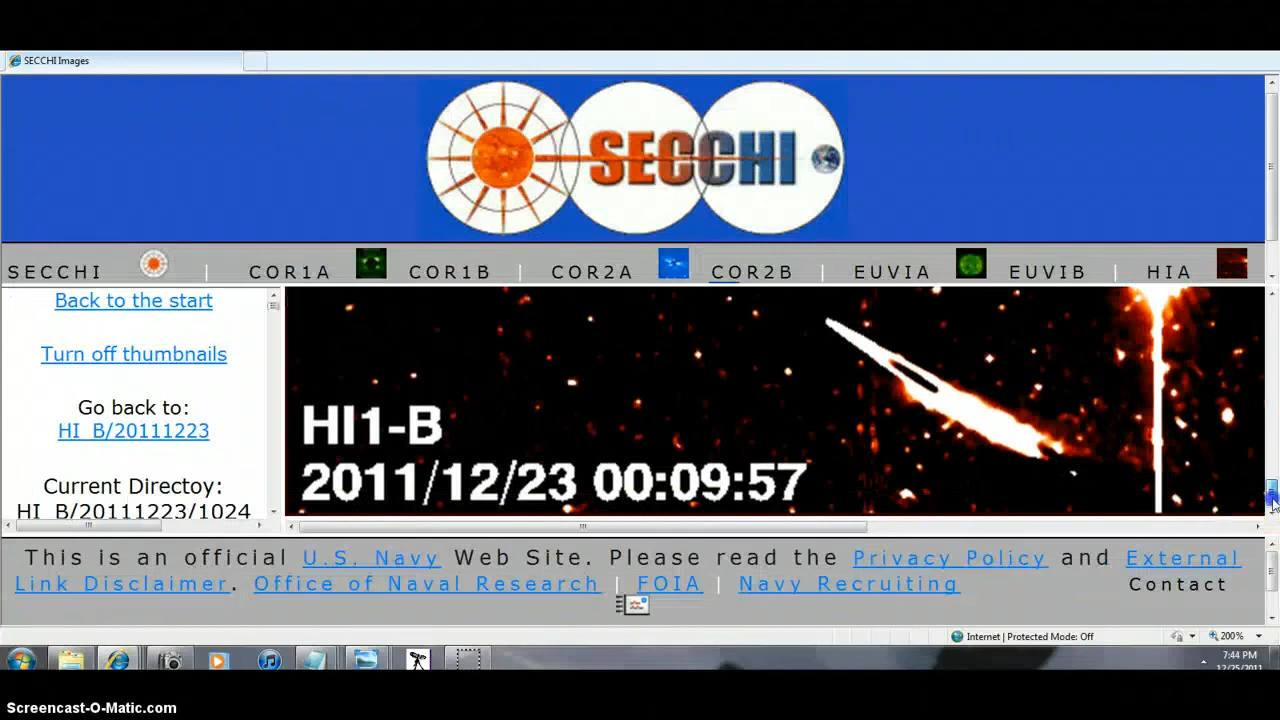 SECCHI Images
SECCHI
SECCHI | COR1A COR1B | COR2A COR2B | EUVIA EUVIB | HIA
Back to the start
Turn off thumbnails
Go back to:
HI_B/20111223
Current Directoy:
HI_B/20111223/1024
HI1-B
2011/12/23 00:09:57
This is an official U.S. Navy Web Site. Please read the Privacy Policy and External
Link Disclaimer. Office of Naval Research | FOIA | Navy Recruiting
Contact
Internet | Protected Mode: Off
200%
7:44 PM
12/25/2011
Screencast-O-Matic.com